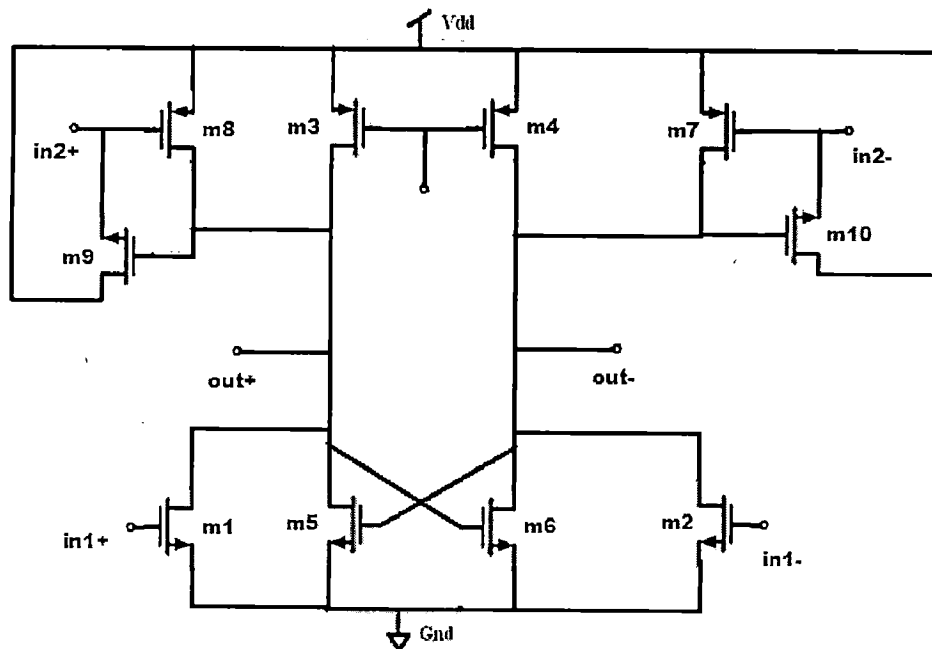 Vdd
m8
m3
m4
m7
in2+
in2-
m9
m10
out+
out-
m1
m5
m6
m2
in1+
in1-
Gnd